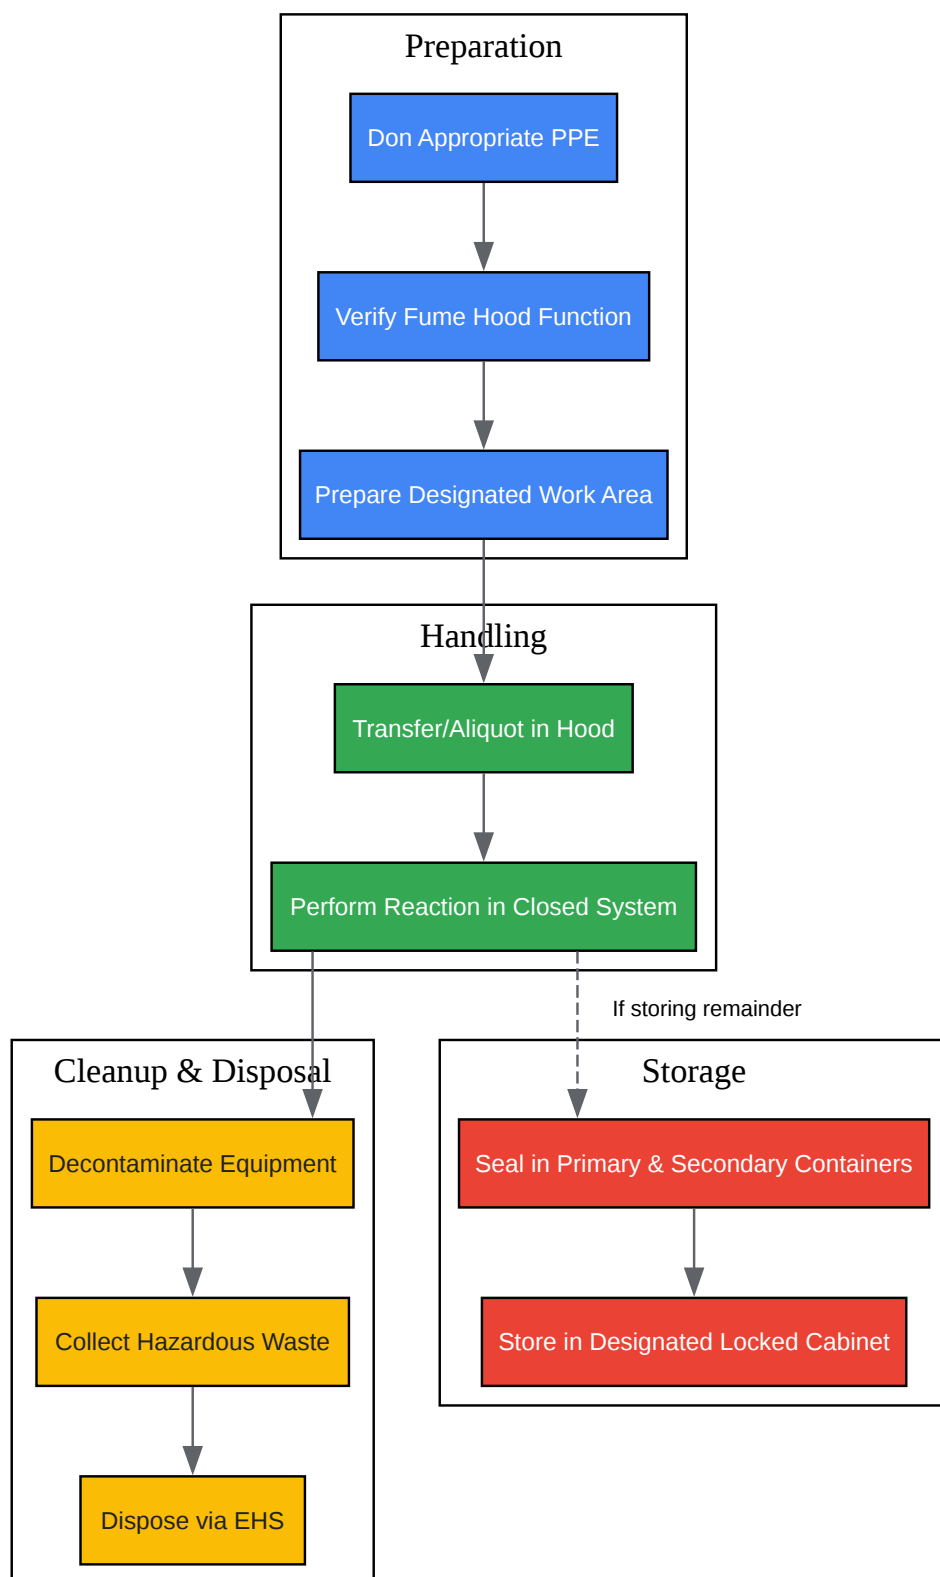 Preparation
Don Appropriate PPE
Verify Fume Hood Function
Prepare Designated Work Area
Handling
Transfer/Aliquot in Hood
Perform Reaction in Closed System
If storing remainder
Cleanup & Disposal
Decontaminate Equipment
Collect Hazardous Waste
Dispose via EHS
Storage
Seal in Primary & Secondary Containers
Store in Designated Locked Cabinet